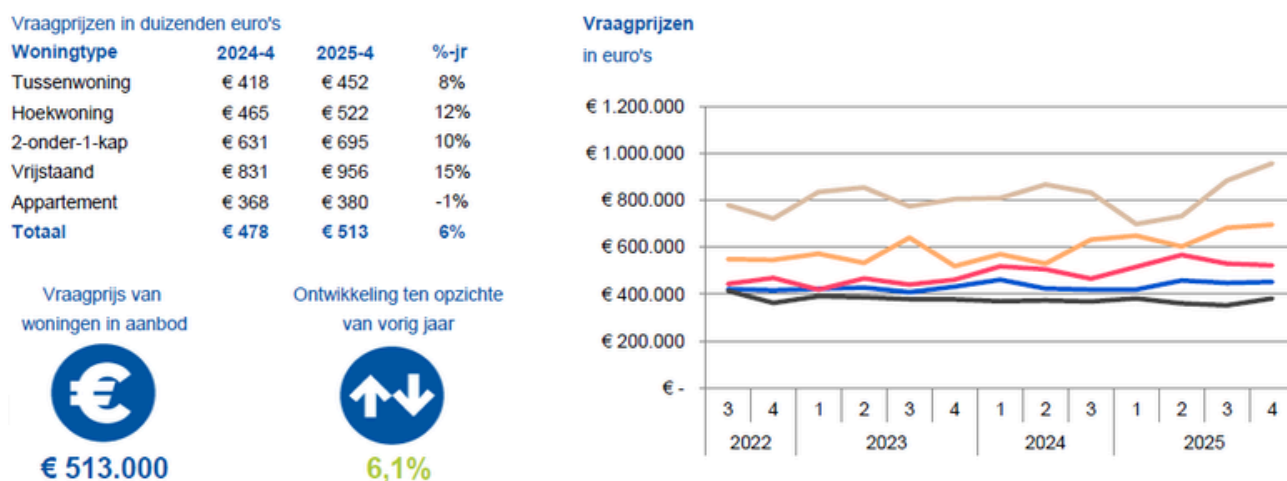 Vraagprijzen in duizenden euro's
Woningtype 2024-4 2025-4 %-jr
Tussenwoning € 418 € 452 8%
Hoekwoning € 465 € 522 12%
2-onder-1-kap € 631 € 695 10%
Vrijstaand € 831 € 956 15%
Appartement € 368 € 380 -1%
Totaal € 478 € 513 6%
Vraagprijs van
woningen in aanbod
€
€ 513.000
Ontwikkeling ten opzichte
van vorig jaar
6,1%
Vraagprijzen
in euro's
€ 1.200.000
€ 1.000.000
€ 800.000
€ 600.000
€ 400.000
€ 200.000
€ -
3 4 1 2 3 4 1 2 3 1 2 3 4
2022 2023 2024 2025